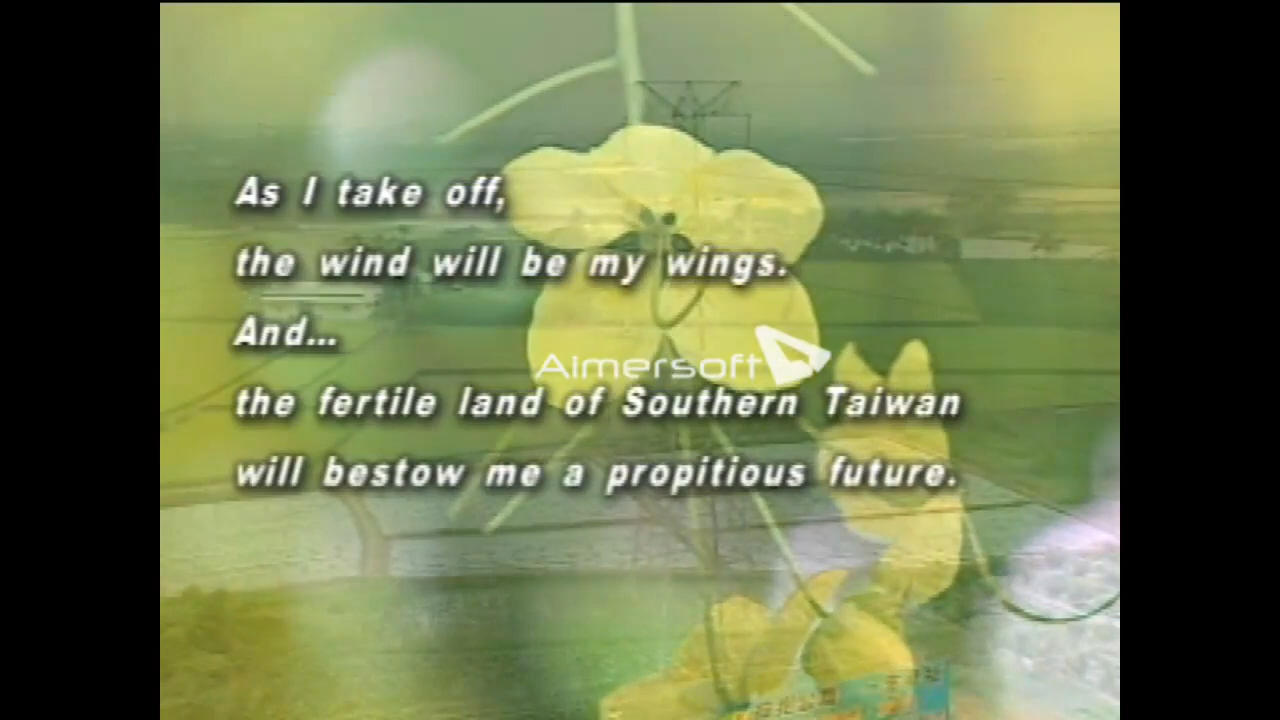 As I take off,
the wind will be my wings.
And...
Aimersoft
the fertile land of Southern Taiwan
will bestow me a propitious future.